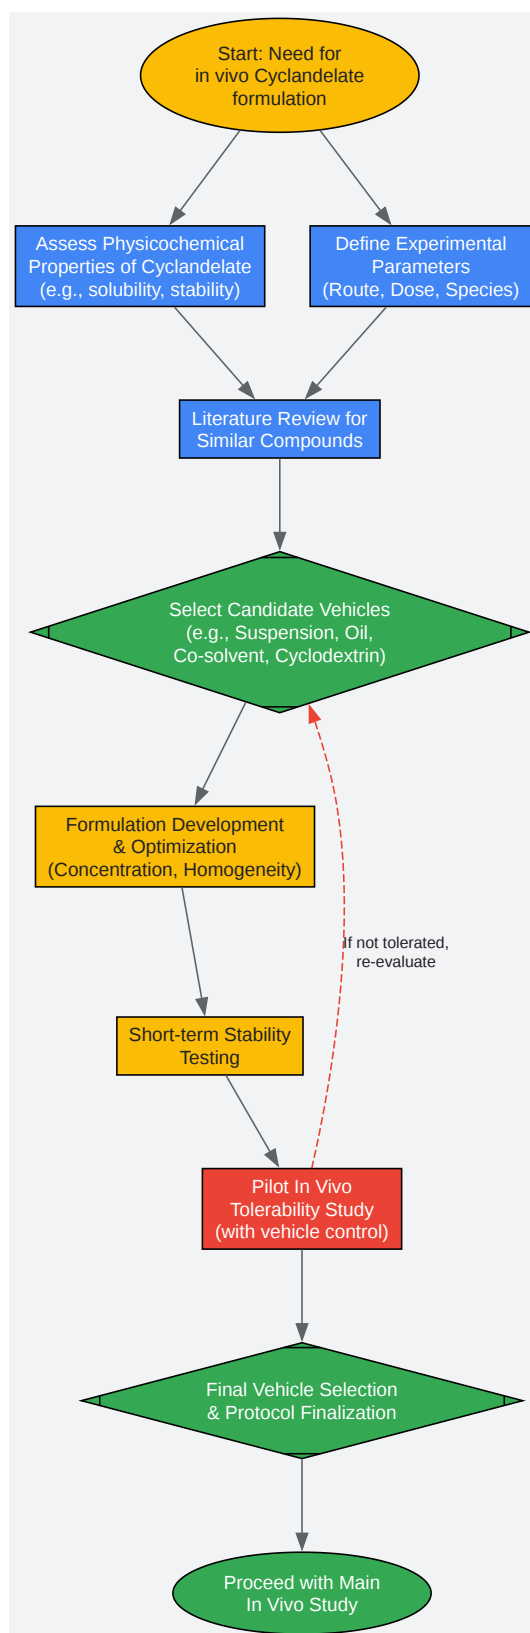 Start: Need for
in vivo Cyclandelate
formulation
Assess Physicochemical
Properties of Cyclandelate
(e.g., solubility, stability)
Define Experimental
Parameters
(Route, Dose, Species)
Literature Review for
Similar Compounds
Select Candidate Vehicles
(e.g., Suspension, Oil,
Co-solvent, Cyclodextrin)
Formulation Development
& Optimization
(Concentration, Homogeneity)
If not tolerated,
re-evaluate
Short-term Stability
Testing
Pilot In Vivo
Tolerability Study
(with vehicle control)
Final Vehicle Selection
& Protocol Finalization
Proceed with Main
In Vivo Study